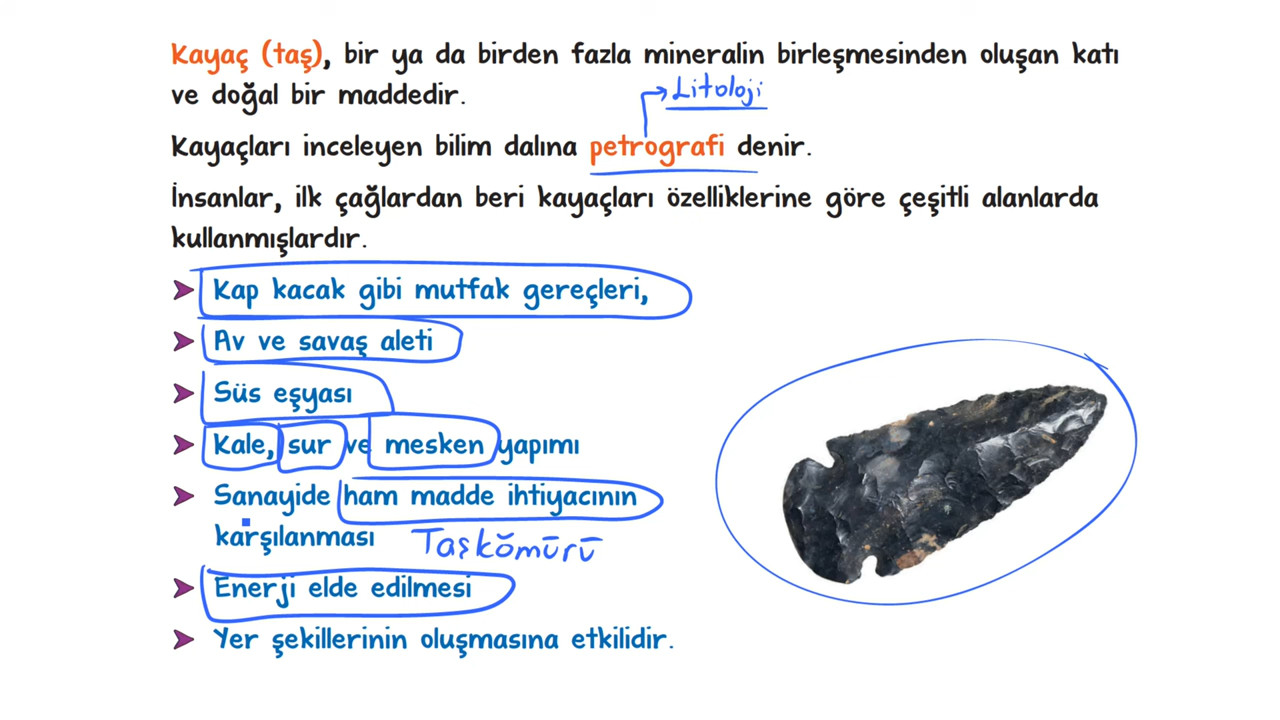 Kayaç (taş), bir ya da birden fazla mineralin birleşmesinden oluşan katı
ve doğal bir maddedir.
Litoloji
Kayaçları inceleyen bilim dalına petrografi denir.
İnsanlar, ilk çağlardan beri kayaçları özelliklerine göre çeşitli alanlarda
kullanmışlardır.
Kap kacak gibi mutfak gereçleri,
Av ve savaş aleti
Süs eşyası
Kale, sur ve mesken yapımı
Sanayide ham madde ihtiyacının
karşılanması
Taşkömürü
Enerji elde edilmesi
Yer şekillerinin oluşmasına etkilidir.